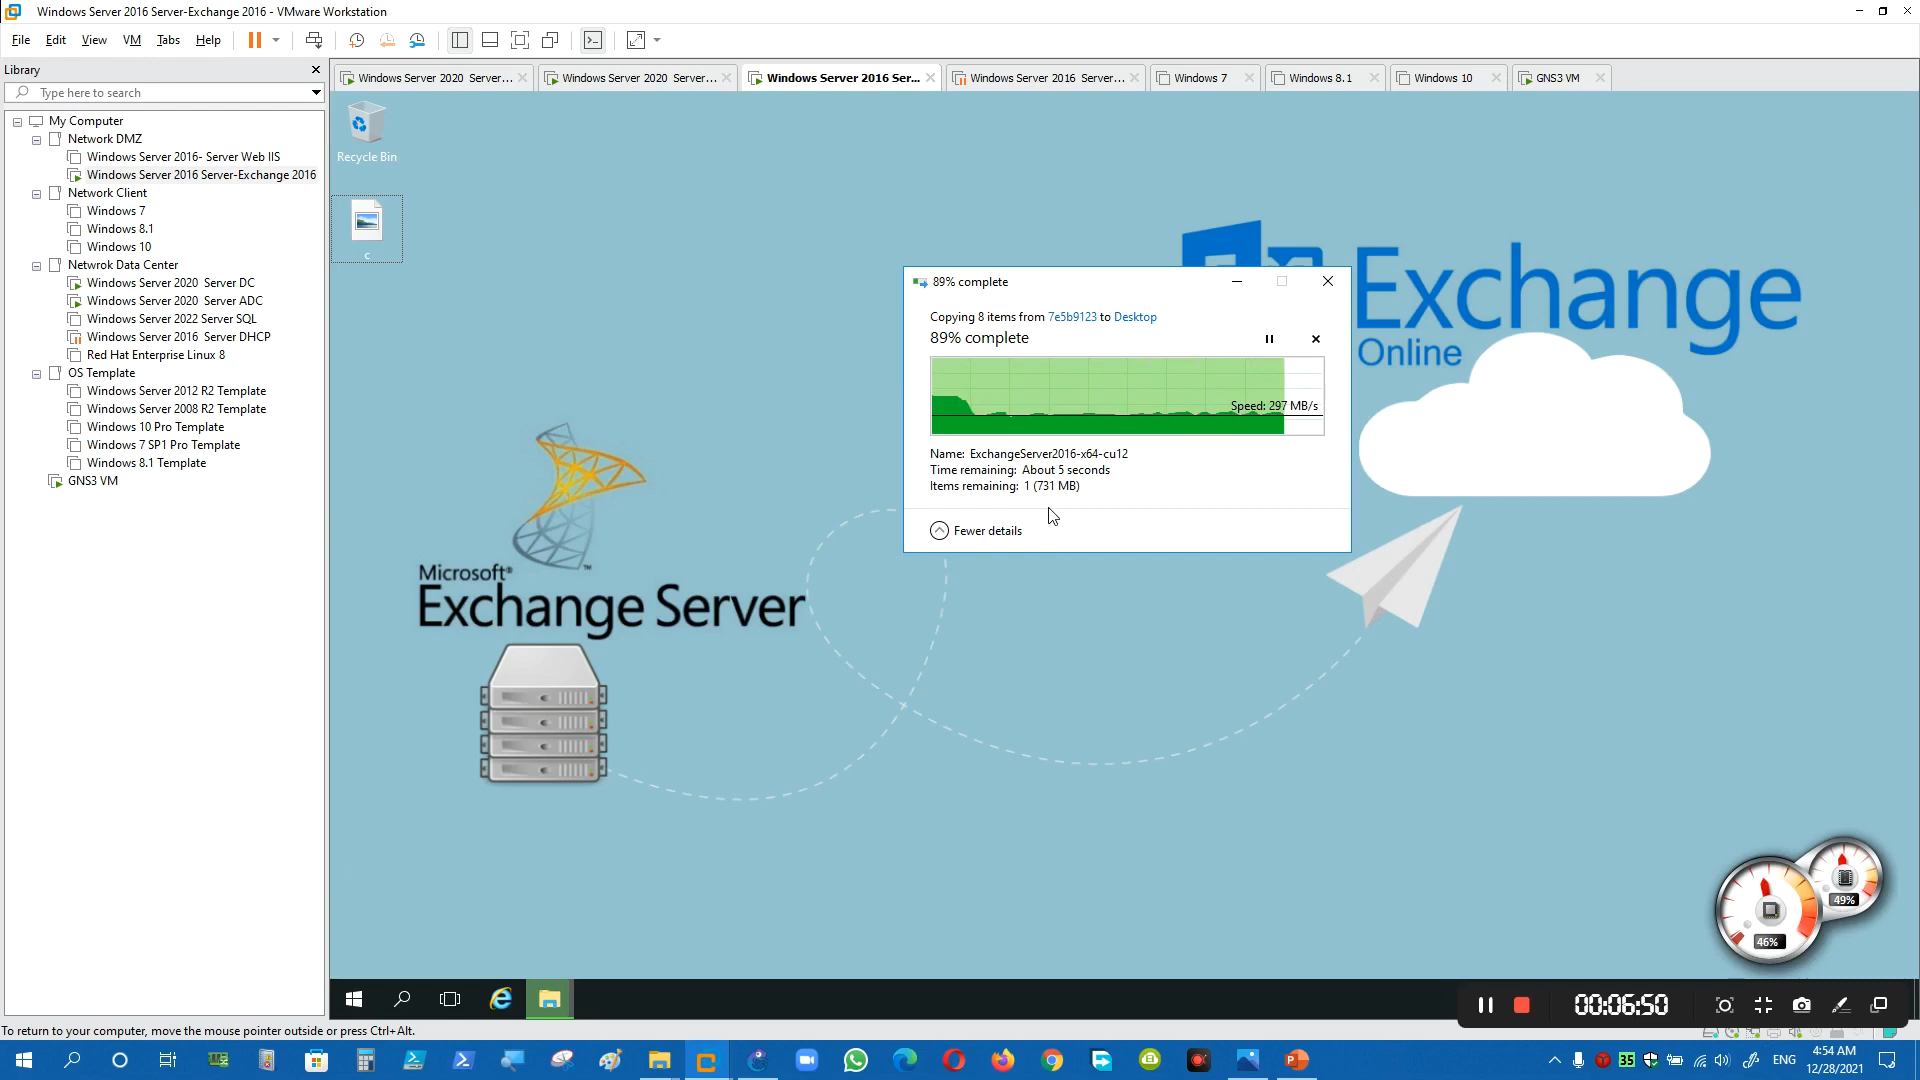 Windows Server 2016 Server-Exchange 2016 - VMware Workstation
File Edit View VM Tabs Help
Library
Type here to search
My Computer
Network DMZ
Windows Server 2016- Server Web IIS
Windows Server 2016 Server-Exchange 2016
Network Client
Windows 7
Windows 8.1
Windows 10
Netwrok Data Center
Windows Server 2020 Server DC
Windows Server 2020 Server ADC
Windows Server 2022 Server SQL
Windows Server 2016 Server DHCP
Red Hat Enterprise Linux 8
OS Template
Windows Server 2012 R2 Template
Windows Server 2008 R2 Template
Windows 10 Pro Template
Windows 7 SP1 Pro Template
Windows 8.1 Template
GNS3 VM
Windows Server 2020 Server... Windows Server 2020 Server... Windows Server 2016 Ser... Windows Server 2016 Server... Windows 7 Windows 8.1 Windows 10 GNS3 VM
Recycle Bin
c
Exchange
Online
89% complete
Copying 8 items from 7e5b9123 to Desktop
89% complete
Speed: 297 MB/s
Name: ExchangeServer2016-x64-cu12
Time remaining: About 5 seconds
Items remaining: 1 (731 MB)
Fewer details
Microsoft®
Exchange Server
™
49%
46%
00:06:50
To return to your computer, move the mouse pointer outside or press Ctrl+Alt.
35
ENG
4:54 AM
12/28/2021